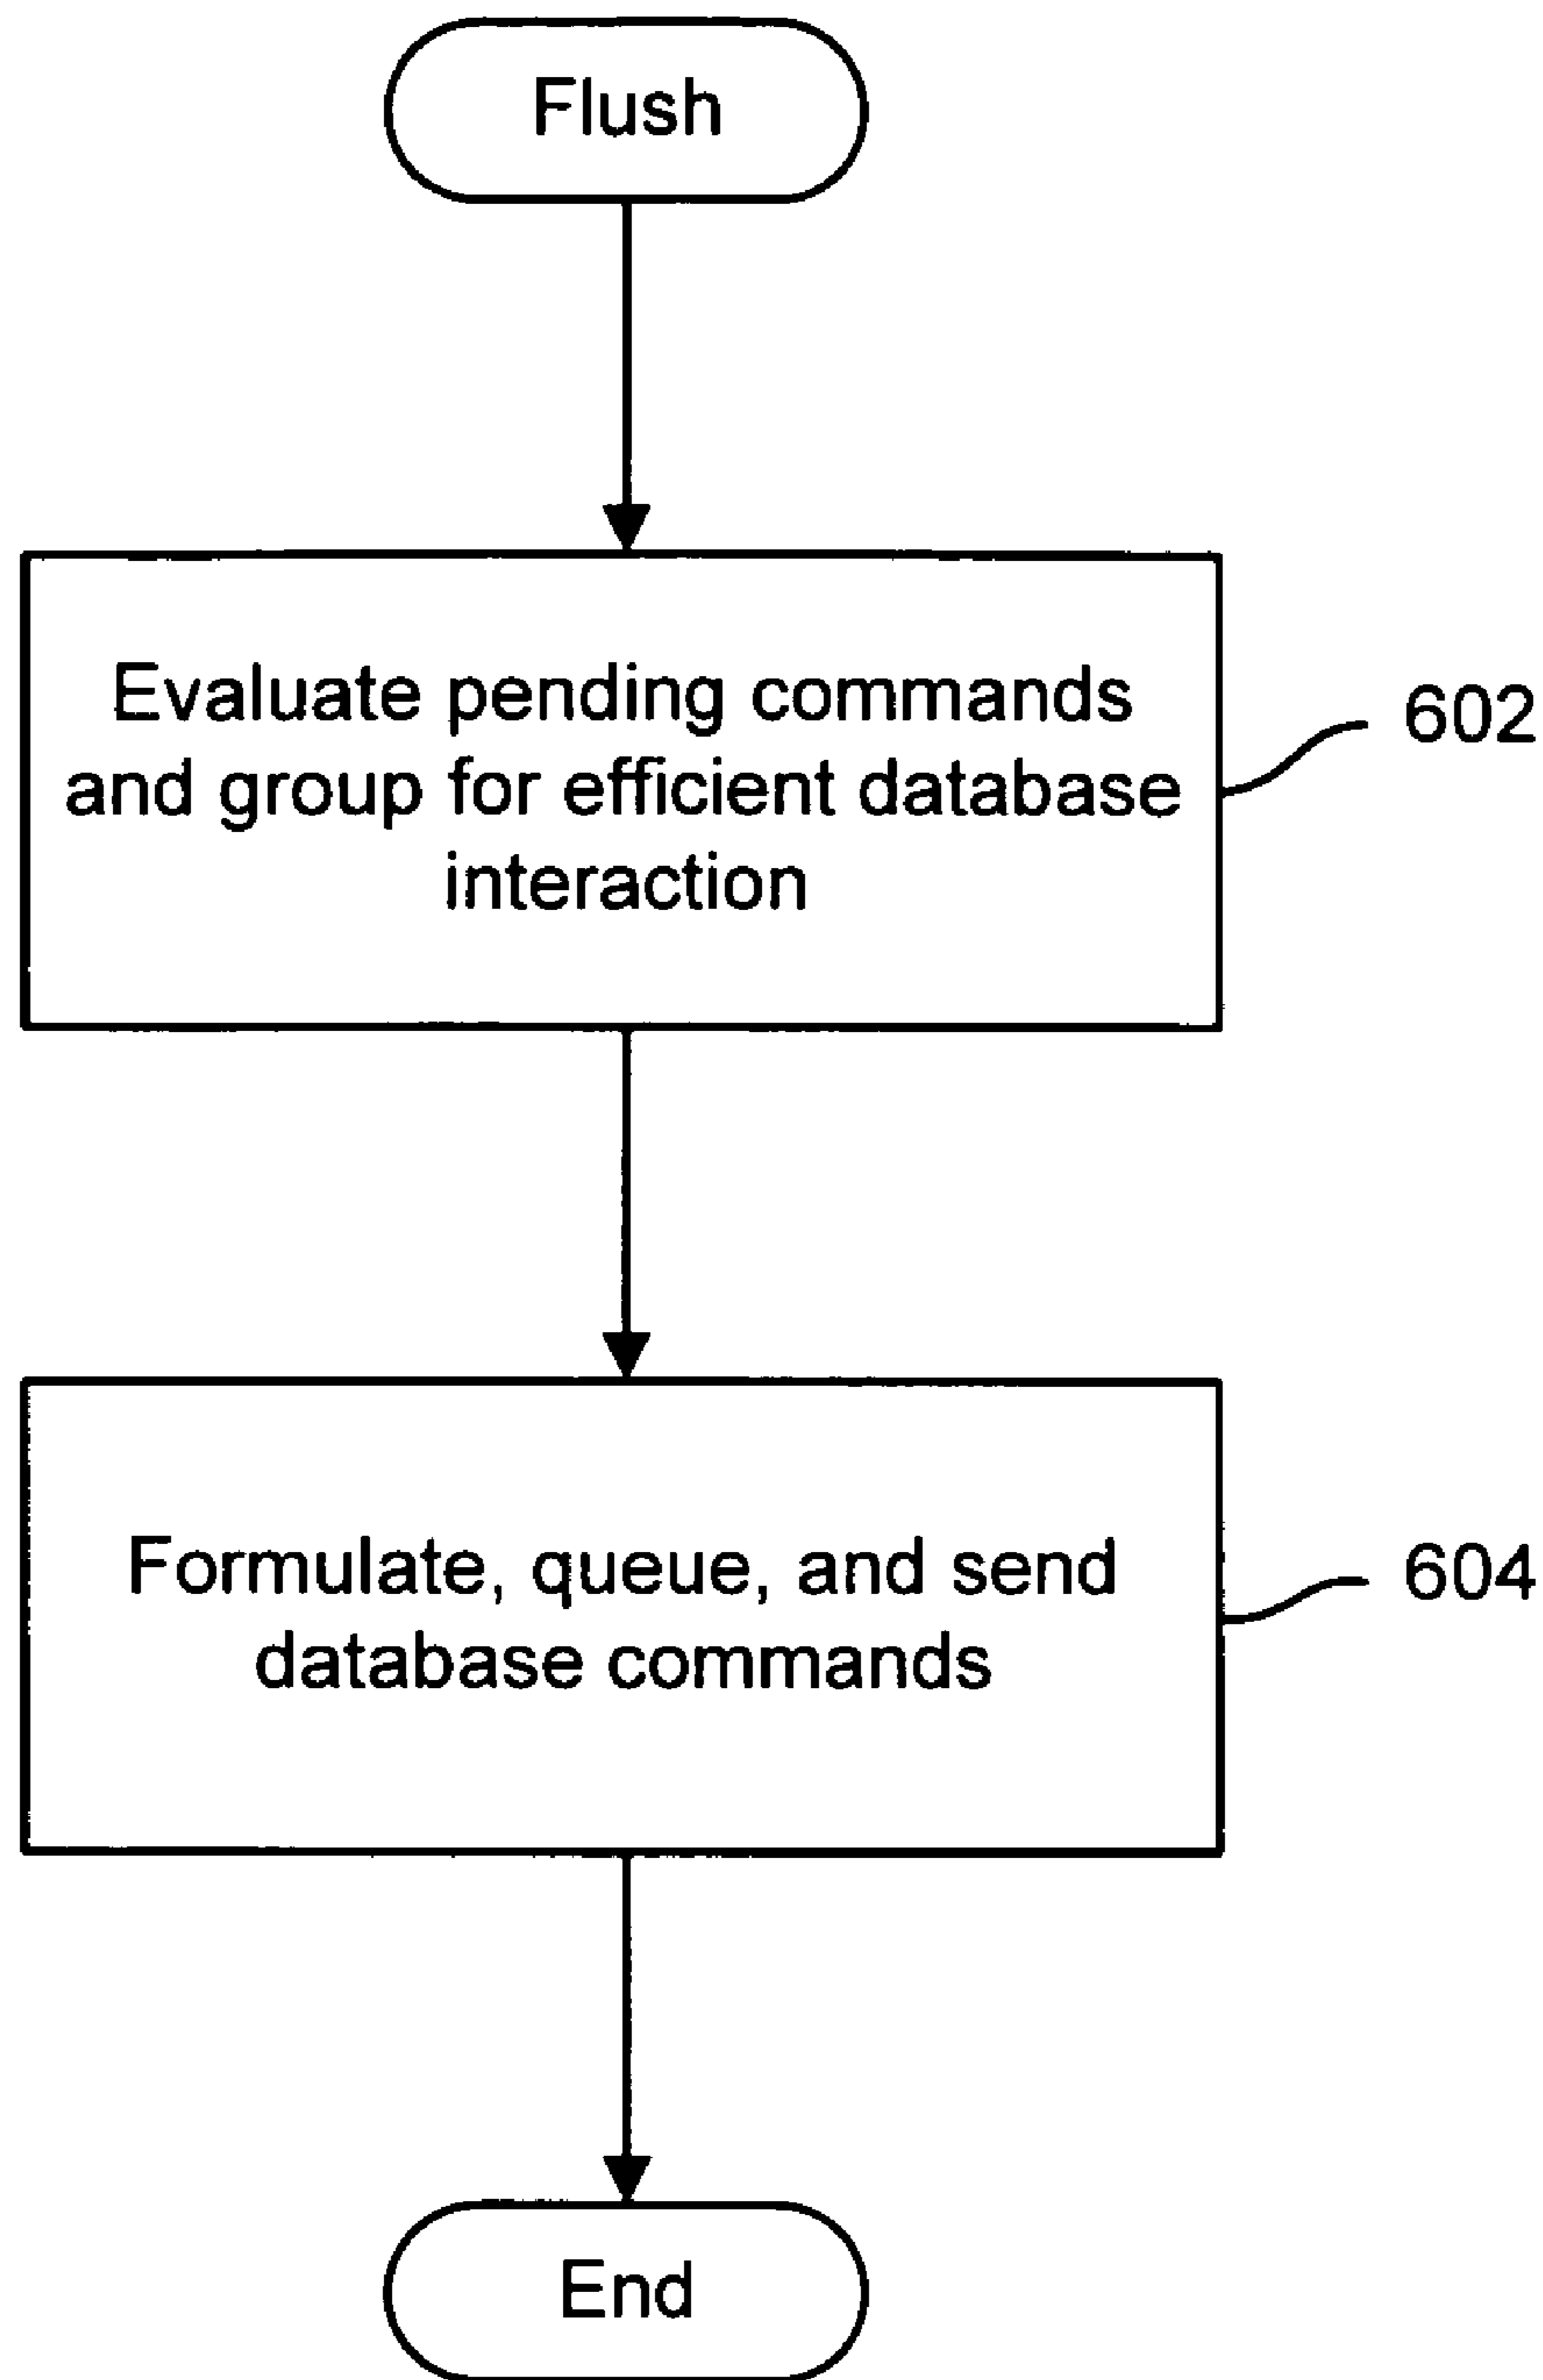 Flush
Evaluate pending commands
and group for efficient database
interaction
602
Formulate, queue, and send
database commands
604
End